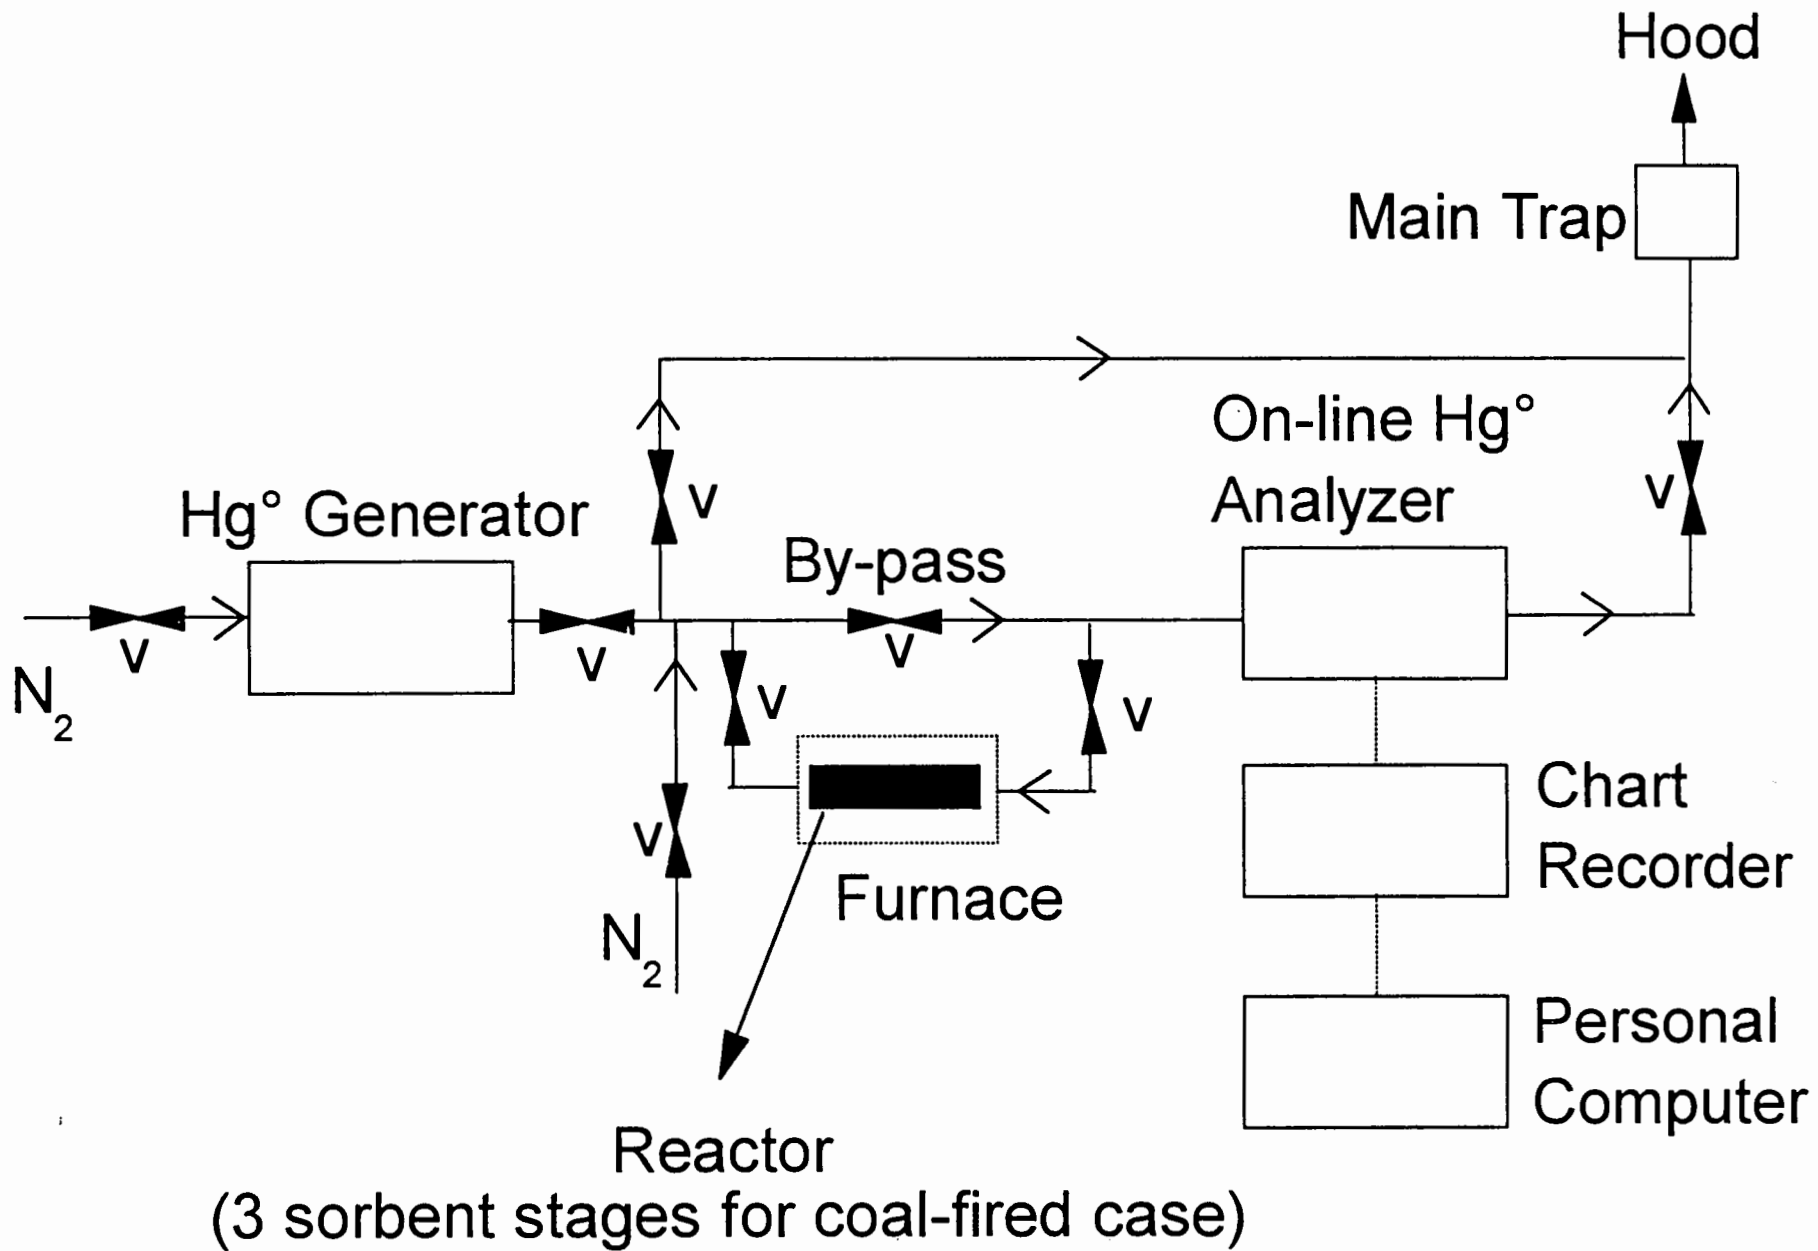 Hood
Main Trap
On-line Hg°
Analyzer
v
v
Hg° Generator
By-pass
v
v
v
N2
v
v
Chart
Recorder
v
Furnace
N2
Personal
Computer
Reactor
(3 sorbent stages for coal-fired case)